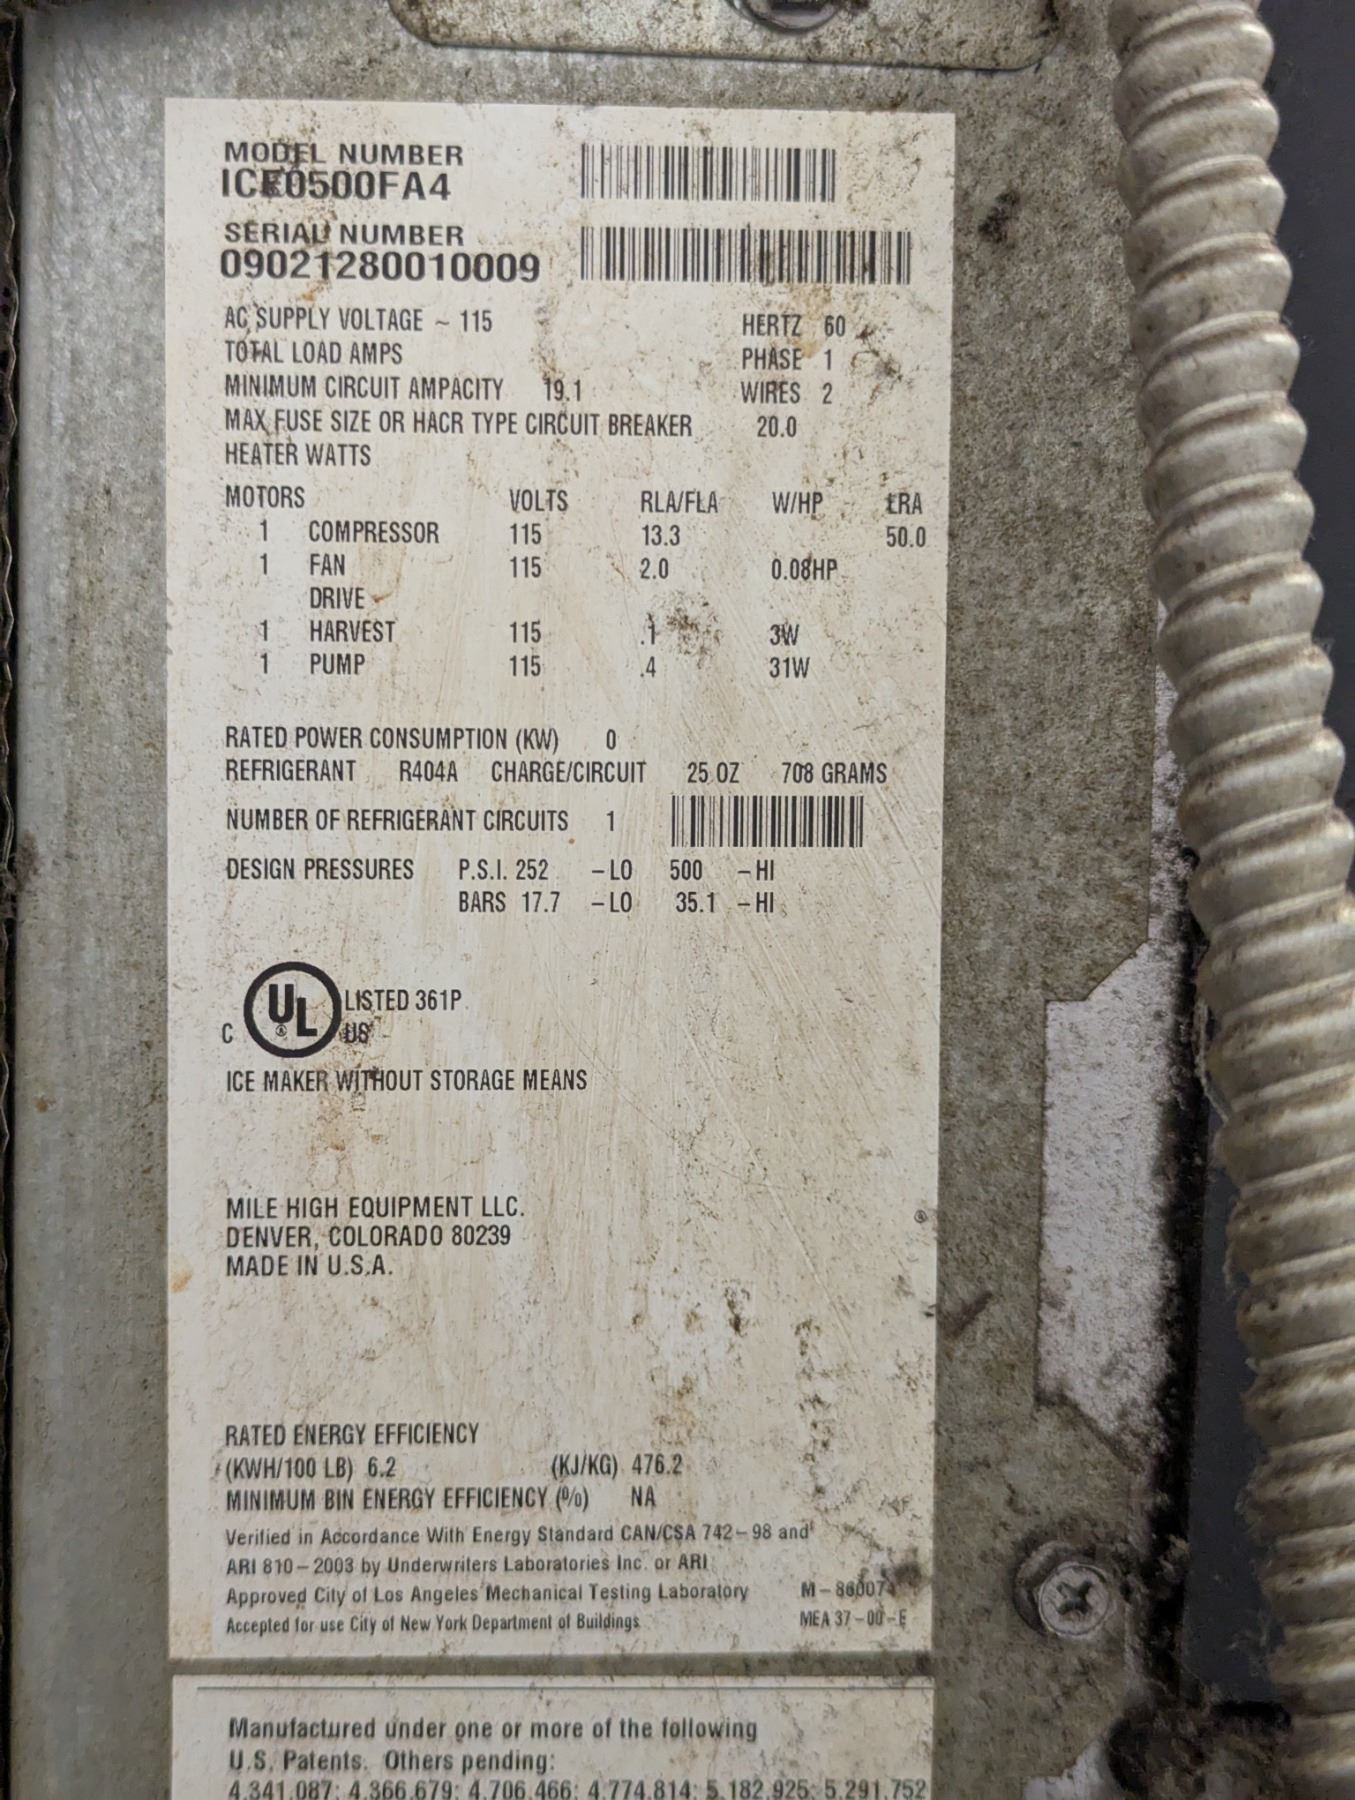 MODEL NUMBER
ICE0500FA4
SERIAL NUMBER
09021280010009
AC SUPPLY VOLTAGE ~ 115 HERTZ 60
TOTAL LOAD AMPS PHASE 1
MINIMUM CIRCUIT AMPACITY 19.1 WIRES 2
MAX FUSE SIZE OR HACR TYPE CIRCUIT BREAKER 20.0
HEATER WATTS
MOTORS VOLTS RLA/FLA W/HP LRA
1 COMPRESSOR 115 13.3 50.0
1 FAN 115 2.0 0.08HP
DRIVE
1 HARVEST 115 .1 3W
1 PUMP 115 .4 31W
RATED POWER CONSUMPTION (KW) 0
REFRIGERANT R404A CHARGE/CIRCUIT 25 OZ 708 GRAMS
NUMBER OF REFRIGERANT CIRCUITS 1
DESIGN PRESSURES P.S.I. 252 – LO 500 – HI
BARS 17.7 – LO 35.1 – HI
UL LISTED 361P
C US
ICE MAKER WITHOUT STORAGE MEANS
MILE HIGH EQUIPMENT LLC.
DENVER, COLORADO 80239
MADE IN U.S.A.
RATED ENERGY EFFICIENCY
(KWH/100 LB) 6.2 (KJ/KG) 476.2
MINIMUM BIN ENERGY EFFICIENCY (%) NA
Verified in Accordance With Energy Standard CAN/CSA 742–98 and
ARI 810–2003 by Underwriters Laboratories Inc. or ARI
Approved City of Los Angeles Mechanical Testing Laboratory
Accepted for use City of New York Department of Buildings MEA 37–00–E
Manufactured under one or more of the following
U.S. Patents. Others pending:
4,341,087; 4,366,679; 4,706,466; 4,774,814; 5,182,925; 5,291,752